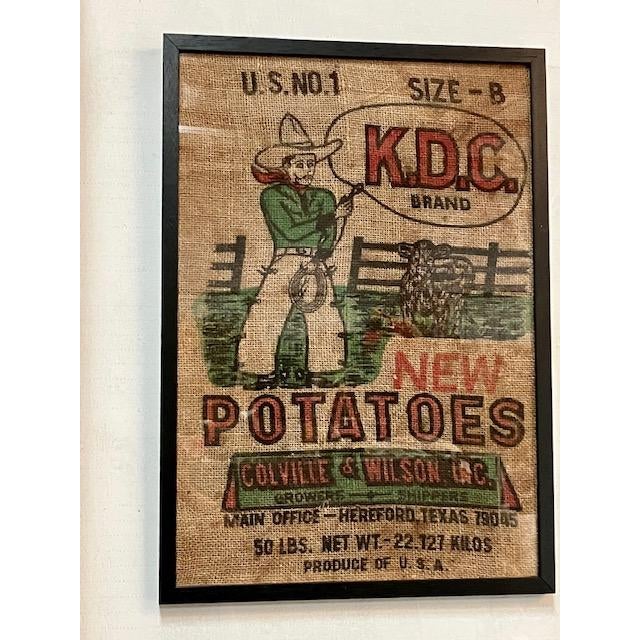 U.S. NO.1 SIZE-B
K.D.C.
BRAND
NEW
POTATOES
COLVILLE & WILSON, INC.
GROWERS - SHIPPERS
MAIN OFFICE - HEREFORD, TEXAS 79045
50 LBS. NET WT. - 22.727 KILOS
PRODUCE OF U.S.A.